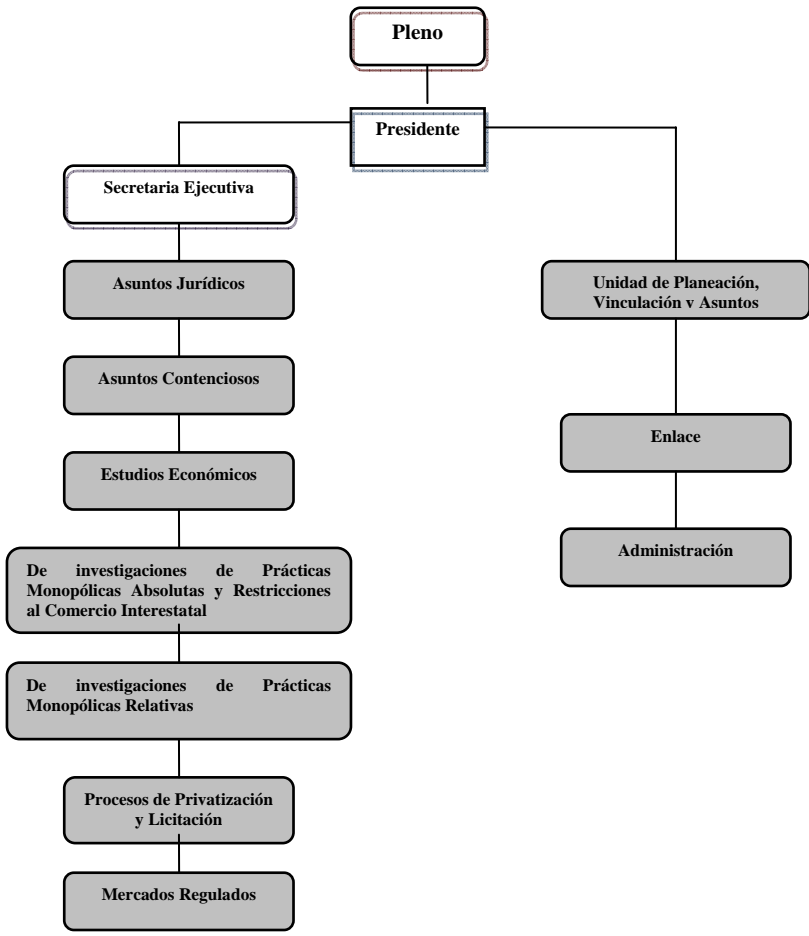 Pleno
Presidente
Secretaria Ejecutiva
Asuntos Jurídicos
Asuntos Contenciosos
Estudios Económicos
De investigaciones de Prácticas
Monopólicas Absolutas y Restricciones
al Comercio Interestatal
De investigaciones de Prácticas
Monopólicas Relativas
Procesos de Privatización
y Licitación
Mercados Regulados
Unidad de Planeación,
Vinculación y Asuntos
Enlace
Administración